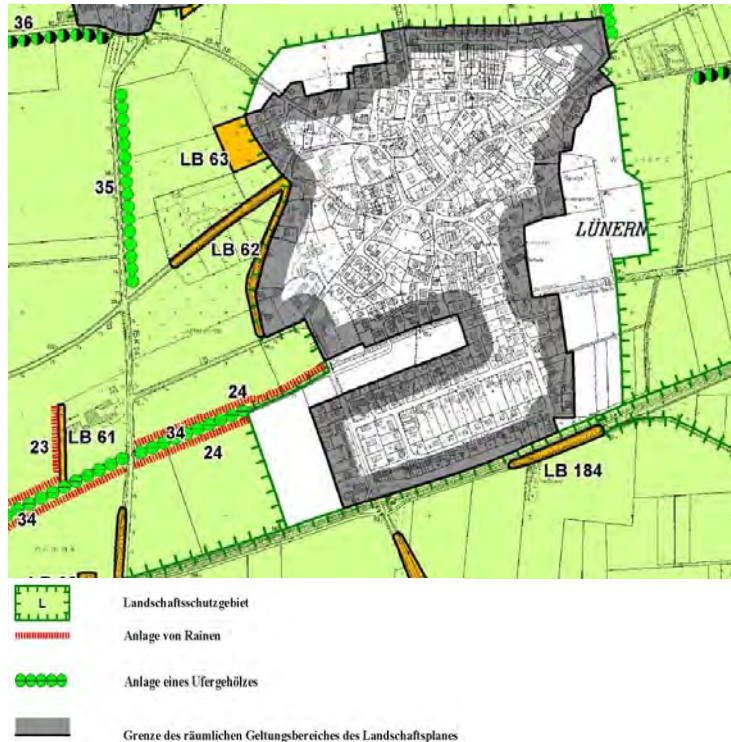 36
LB 63
35
LÜNERN
LB 62
24
34
24
LB 61
23
LB 184
34
L Landschaftsschutzgebiet
Anlage von Rainen
Anlage eines Ufergehölzes
Grenze des räumlichen Geltungsbereiches des Landschaftsplanes